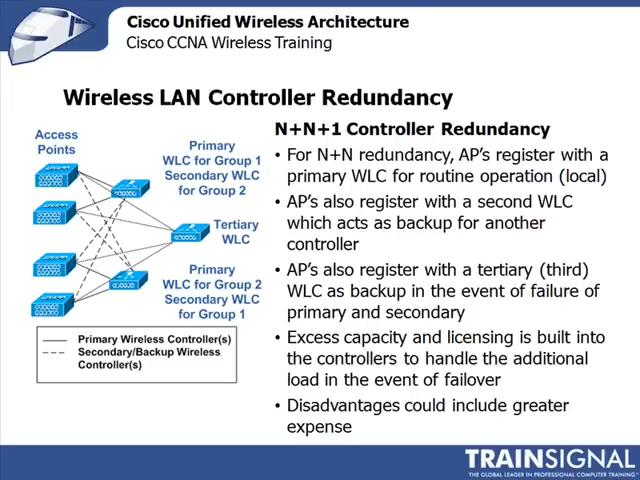 Cisco Unified Wireless Architecture
Cisco CCNA Wireless Training
Wireless LAN Controller Redundancy
Access
Points
Primary
WLC for Group 1
Secondary WLC
for Group 2
Tertiary
WLC
Primary
WLC for Group 2
Secondary WLC
for Group 1
Primary Wireless Controller(s)
Secondary/Backup Wireless
Controller(s)
N+N+1 Controller Redundancy
• For N+N redundancy, AP's register with a
primary WLC for routine operation (local)
• AP's also register with a second WLC
which acts as backup for another
controller
• AP's also register with a tertiary (third)
WLC as backup in the event of failure of
primary and secondary
• Excess capacity and licensing is built into
the controllers to handle the additional
load in the event of failover
• Disadvantages could include greater
expense
TRAINSIGNAL
THE GLOBAL LEADER IN PROFESSIONAL COMPUTER TRAINING